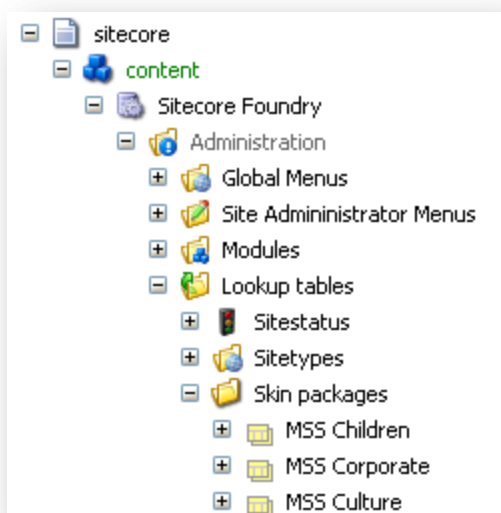 sitecore
content
Sitecore Foundry
Administration
Global Menus
Site Admininistrator Menus
Modules
Lookup tables
Sitestatus
Sitetypes
Skin packages
MSS Children
MSS Corporate
MSS Culture